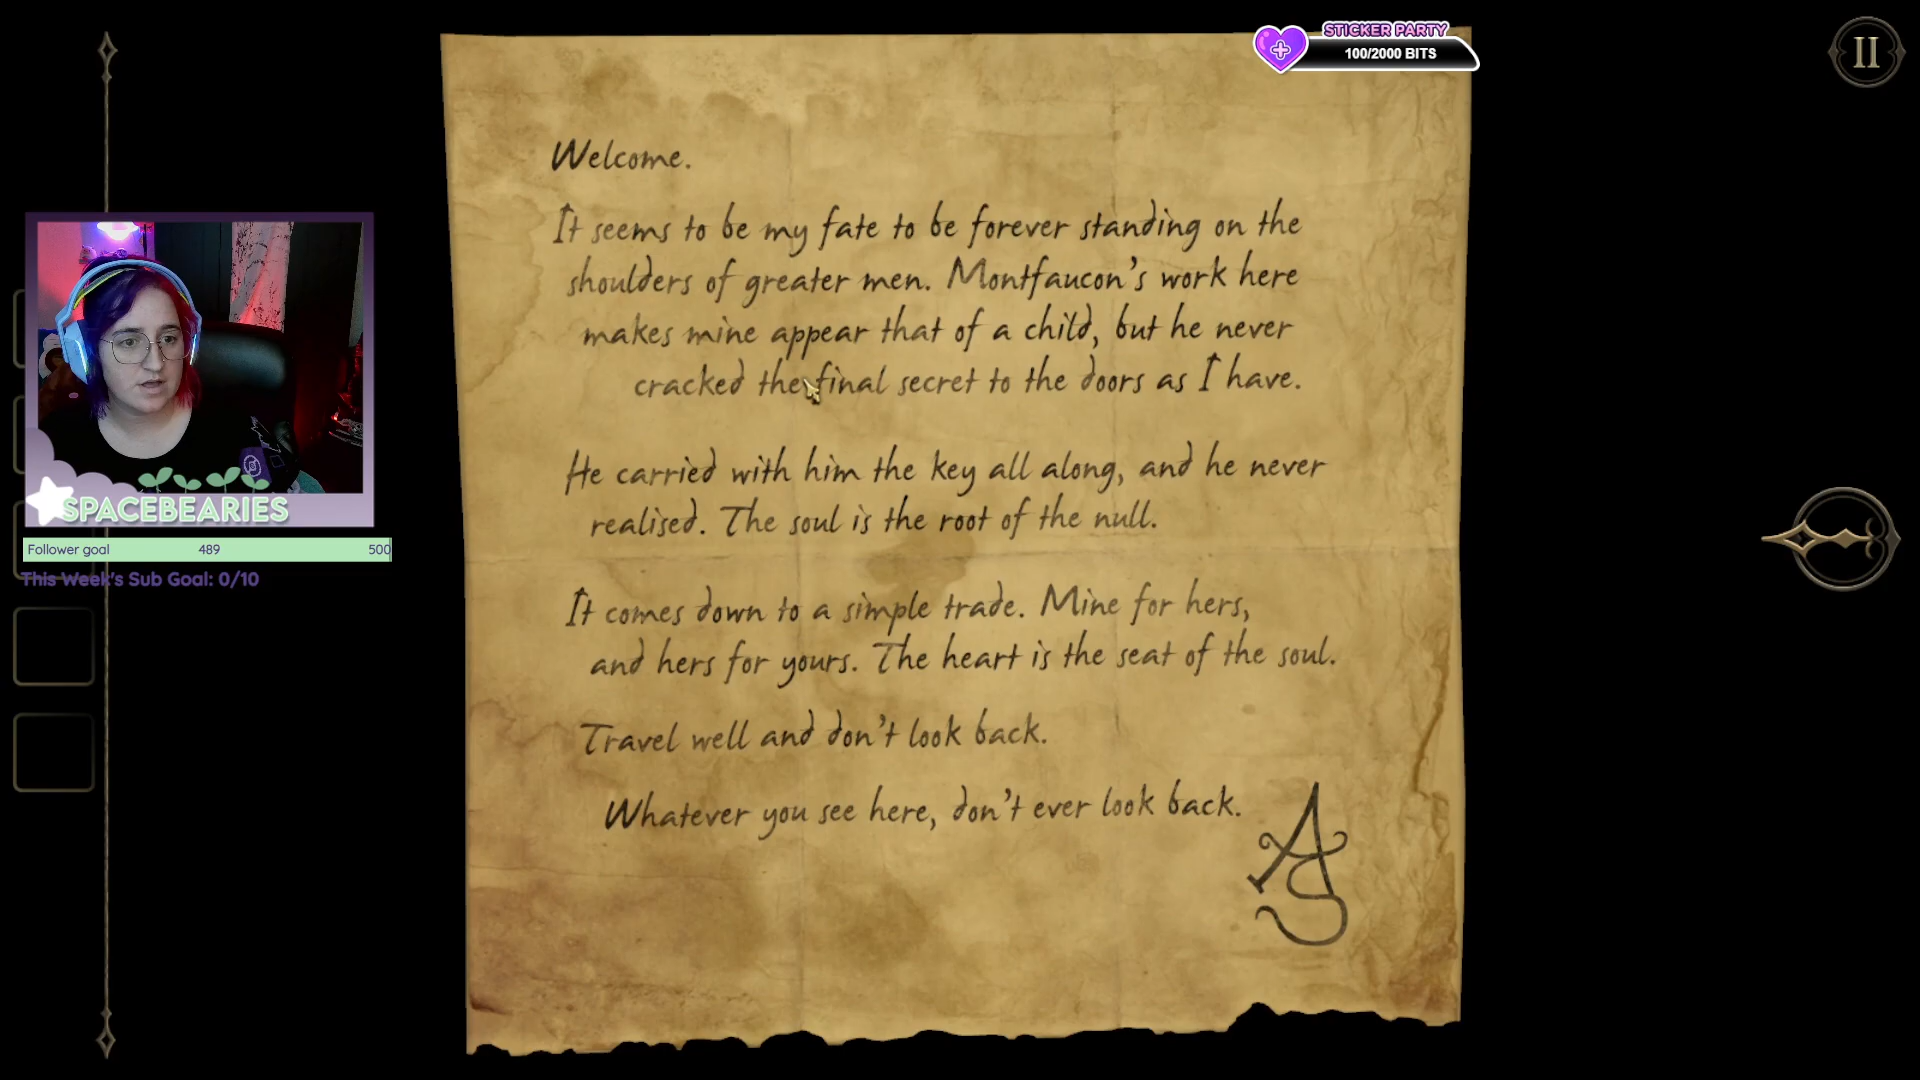 STICKER PARTY
100/2000 BITS
Welcome.
It seems to be my fate to be forever standing on the
shoulders of greater men. Montfaucon's work here
makes mine appear that of a child, but he never
cracked the final secret to the doors as I have.
He carried with him the key all along, and he never
realised. The soul is the root of the null.
It comes down to a simple trade. Mine for hers,
and hers for yours. The heart is the seat of the soul.
Travel well and don't look back.
Whatever you see here, don't ever look back.
AS
SPACEBEARIES
Follower goal 489 500
This Week's Sub Goal: 0/10